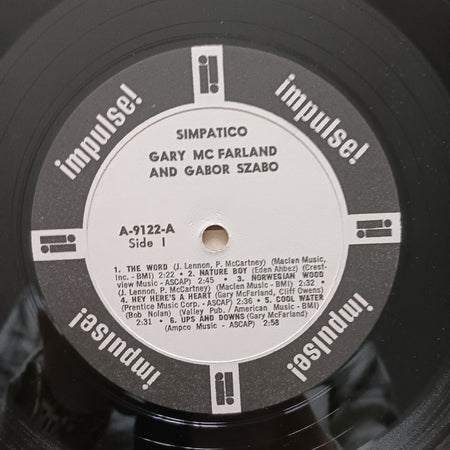 impulse!
impulse!
impulse!
impulse!
SIMPATICO
GARY MC FARLAND
AND GABOR SZABO
A-9122-A
Side 1
1. THE WORD (J. Lennon, P. McCartney) (Maclen Music,
Inc. - BMI) 2:22 • 2. NATURE BOY (Eden Ahbez) (Crest-
view Music - ASCAP) 2:45 • 3. NORWEGIAN WOOD
(J. Lennon, P. McCartney) (Maclen Music - BMI) 2:32 •
4. HEY HERE'S A HEART (Gary McFarland, Cliff Owens)
(Prentice Music Corp. - ASCAP) 2:36 • 5. COOL WATER
(Bob Nolan) (Valley Pub. / American Music - BMI)
2:31 • 6. UPS AND DOWNS (Gary McFarland)
(Ampco Music - ASCAP) 2:58